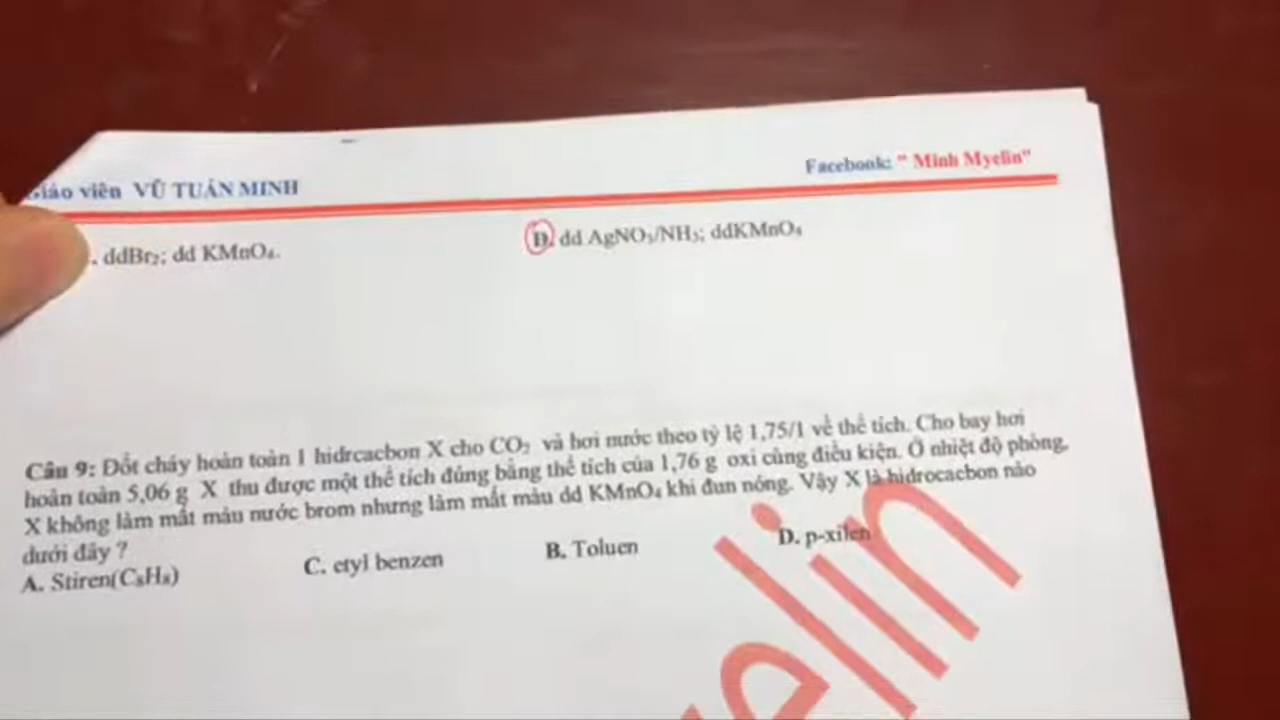 Giáo viên VŨ TUẤN MINH
Facebook: " Minh Myelin"
. ddBr₂; dd KMnO₄.
D. dd AgNO₃/NH₃; ddKMnO₄
Câu 9: Đốt cháy hoàn toàn 1 hidrcacbon X cho CO₂ và hơi nước theo tỷ lệ 1,75/1 về thể tích. Cho bay hơi
hoàn toàn 5,06 g X thu được một thể tích đúng bằng thể tích của 1,76 g oxi cùng điều kiện. Ở nhiệt độ phòng,
X không làm mất màu nước brom nhưng làm mất màu dd KMnO₄ khi đun nóng. Vậy X là hidrocacbon nào
dưới đây ?
A. Stiren(C₈H₈)
C. etyl benzen
B. Toluen
D. p-xilen
elin